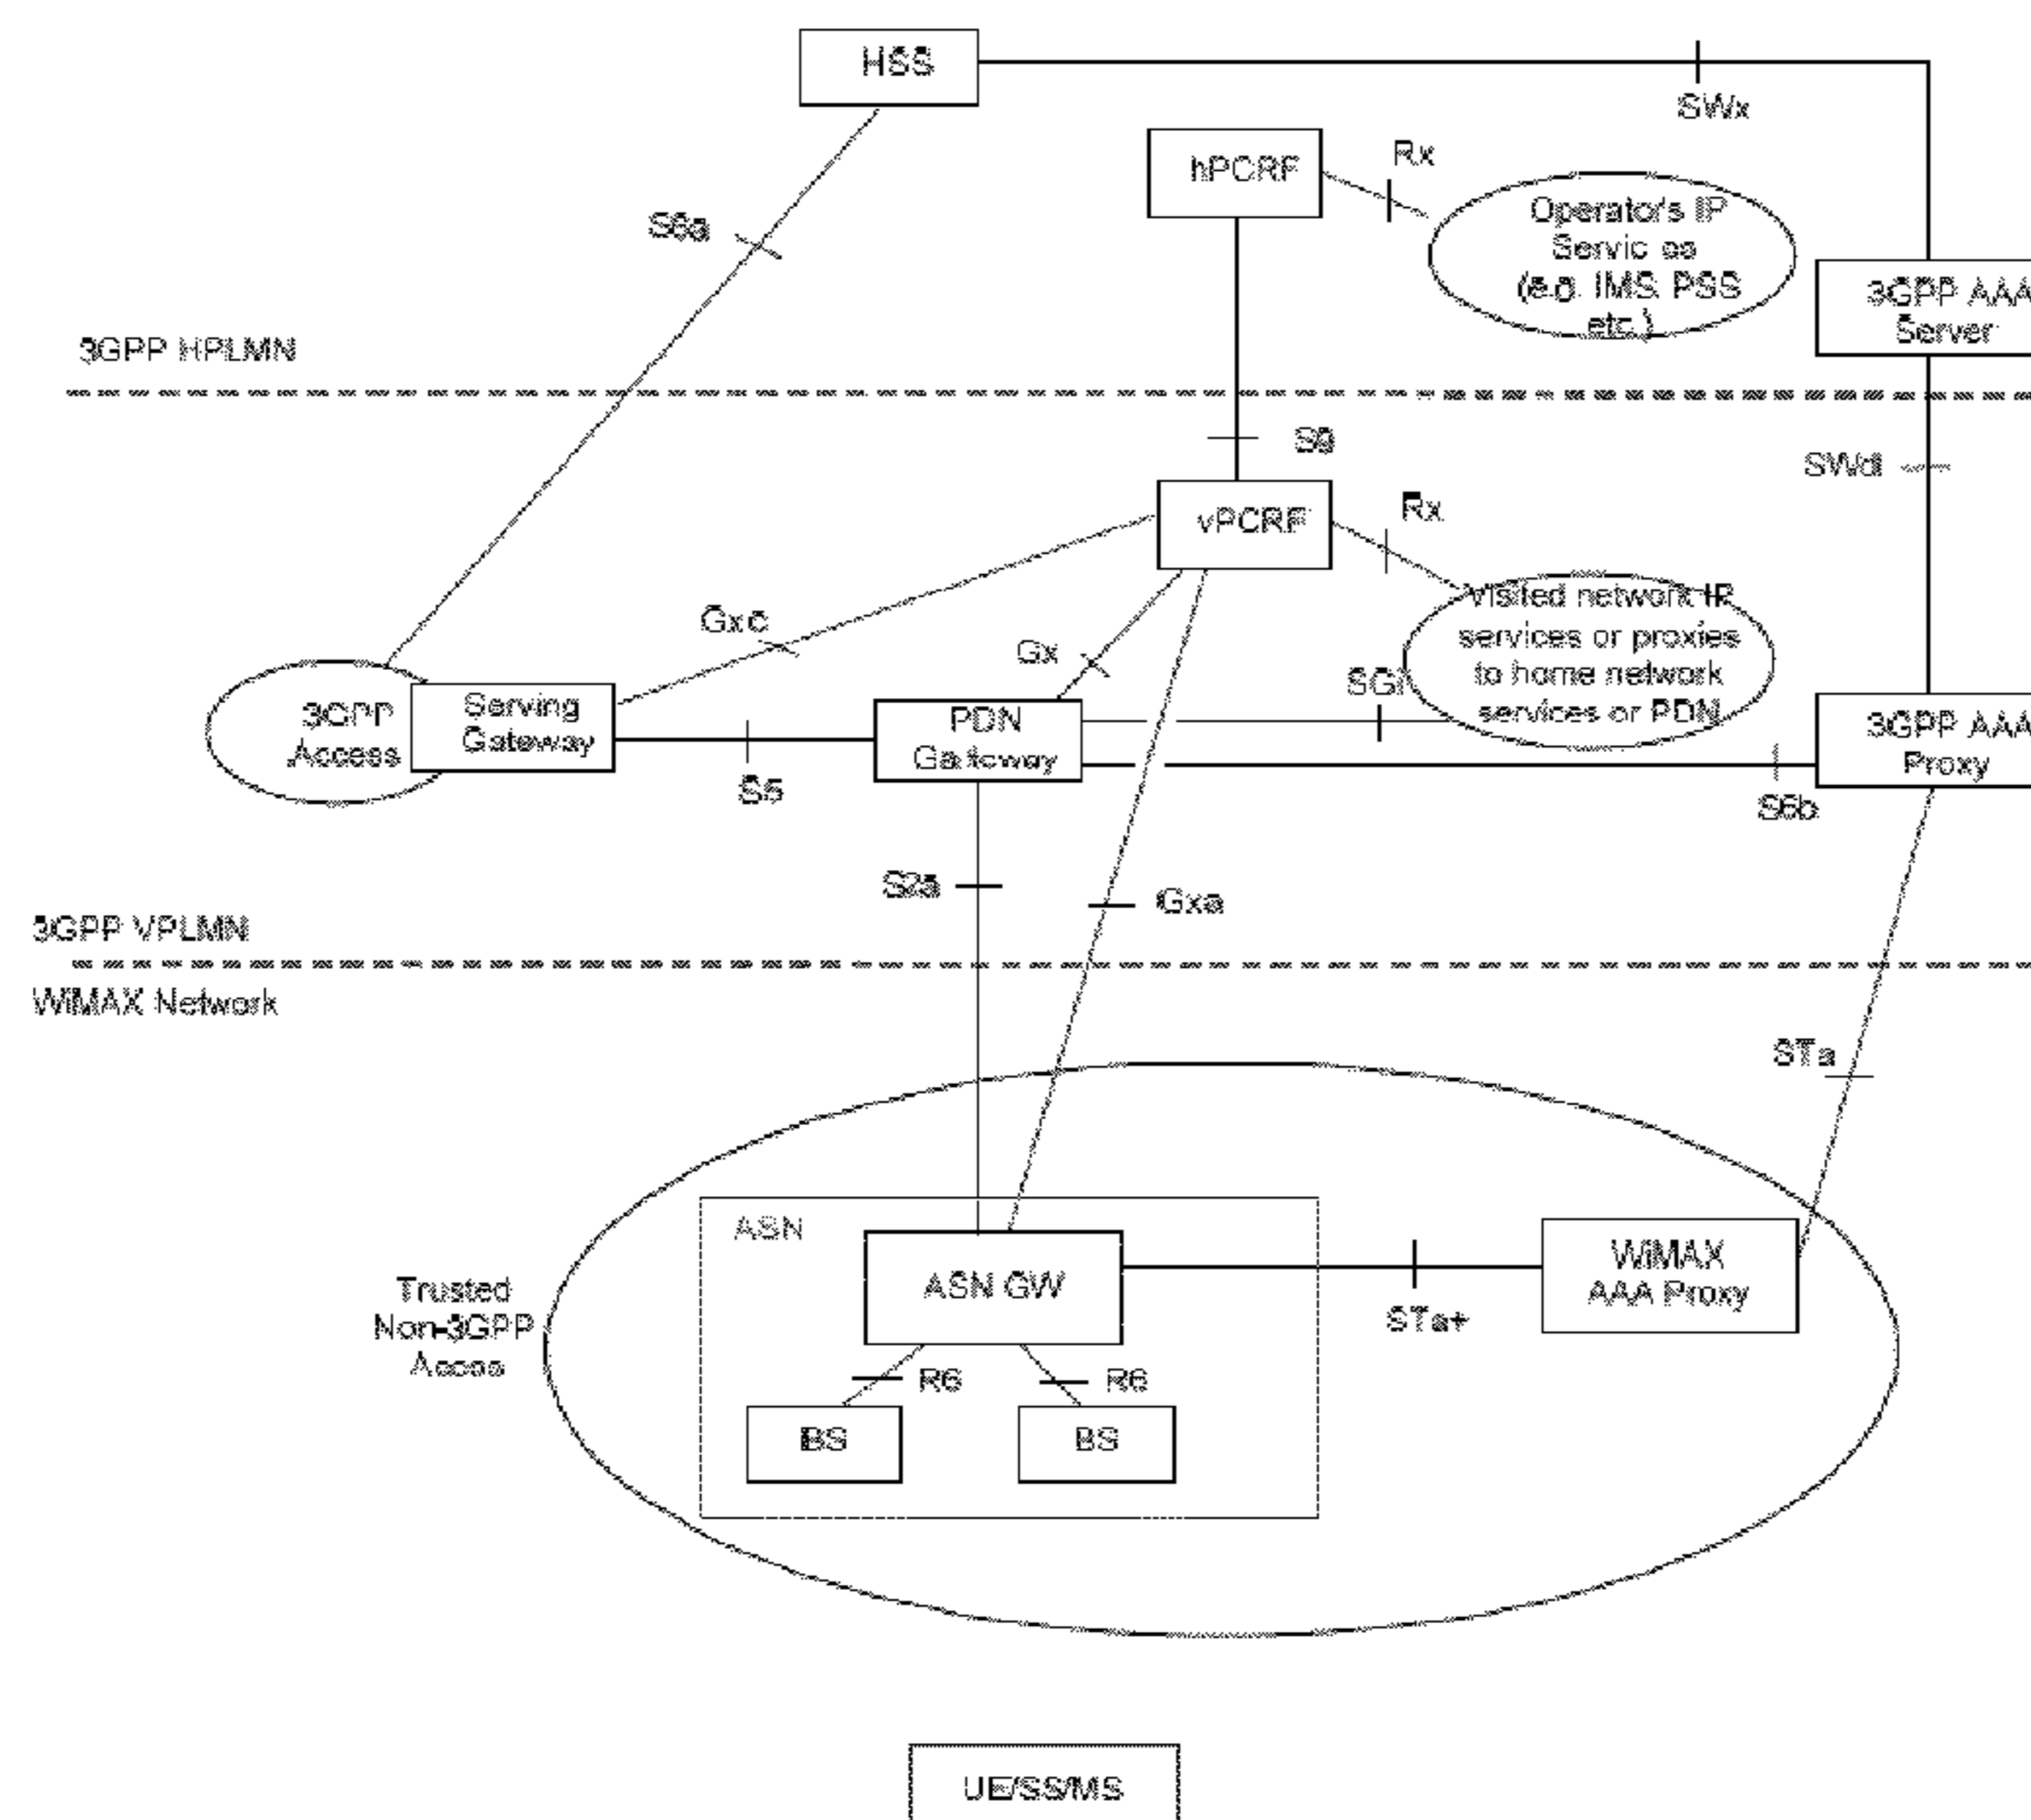 HSS
SWx
hPCRF
Rx
Operator's IP
Services
(e.g. IMS PSS
etc.)
S6a
3GPP AAA
Server
3GPP HPLMN
S9
SWd
vPCRF
Rx
Gxc
Gx
Visited network IP
services or proxies
to home network
services or PDN
SGi
3GPP
Access
Serving
Gateway
PDN
Gateway
3GPP AAA
Proxy
S5
S6b
S2a
Gxa
3GPP VPLMN
WiMAX Network
STa
ASN
ASN GW
WiMAX
AAA Proxy
STa+
Trusted
Non-3GPP
Access
R6
R6
BS
BS
UE/SS/MS